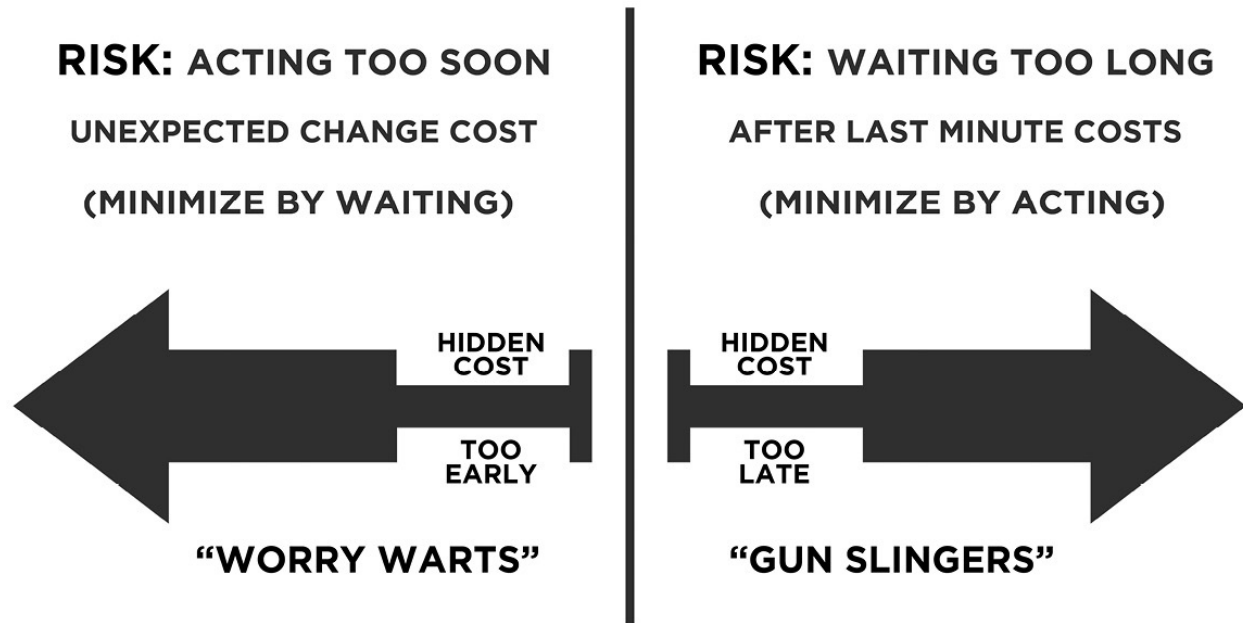 RISK: ACTING TOO SOON
UNEXPECTED CHANGE COST
(MINIMIZE BY WAITING)
HIDDEN
COST
TOO
EARLY
“WORRY WARTS”
RISK: WAITING TOO LONG
AFTER LAST MINUTE COSTS
(MINIMIZE BY ACTING)
HIDDEN
COST
TOO
LATE
“GUN SLINGERS”